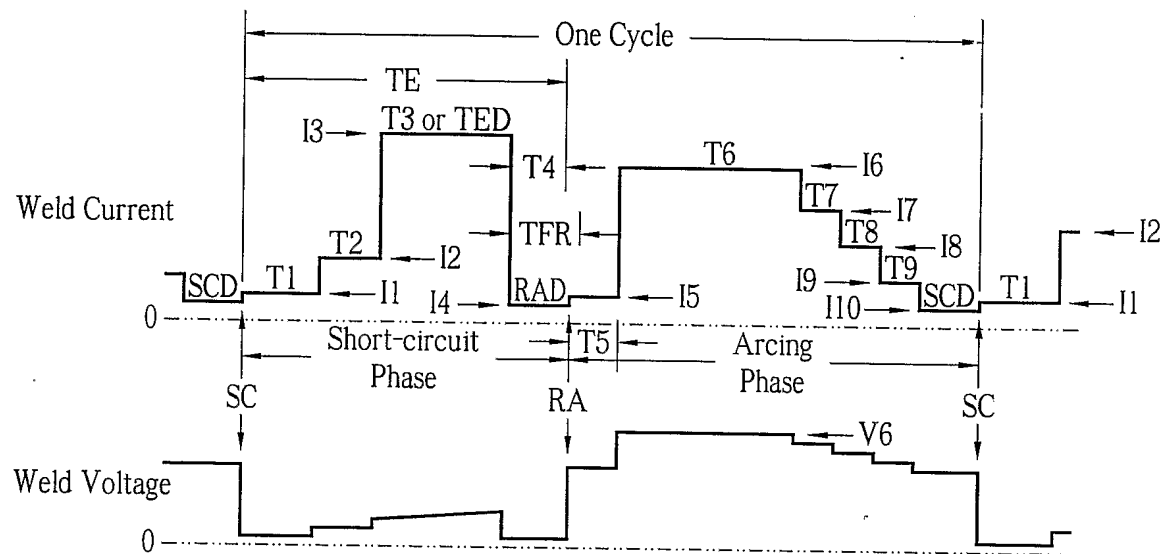 One Cycle
TE
I3
T3 or TED
T4
T6
I6
Weld Current
T7
I7
TFR
T2
I2
T8
I8
I2
SCD
T1
I1
I4
RAD
I5
I9
T9
I10
SCD
T1
I1
0
Short-circuit
Phase
T5
Arcing
Phase
SC
RA
SC
V6
Weld Voltage
0